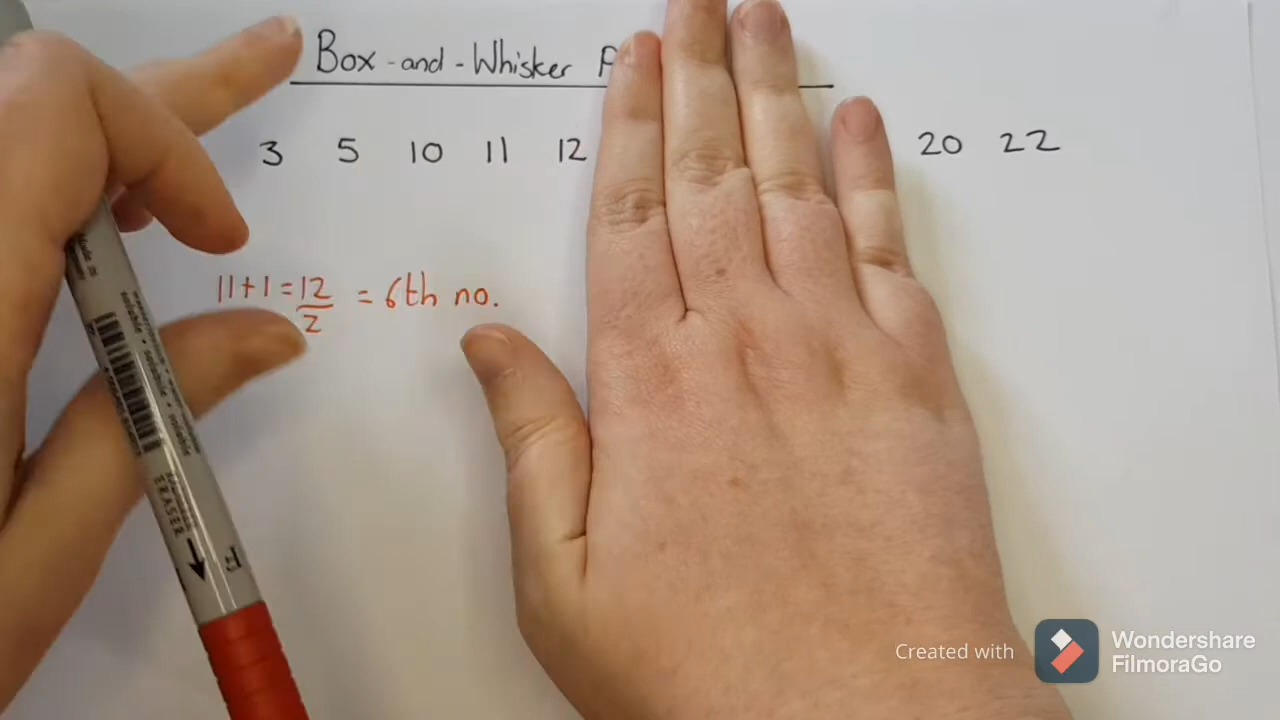 Box-and-Whisker
3 5 10 11 12 20 22
11+1=12/2 = 6th no.
ERASER
F
Created with
Wondershare
FilmoraGo